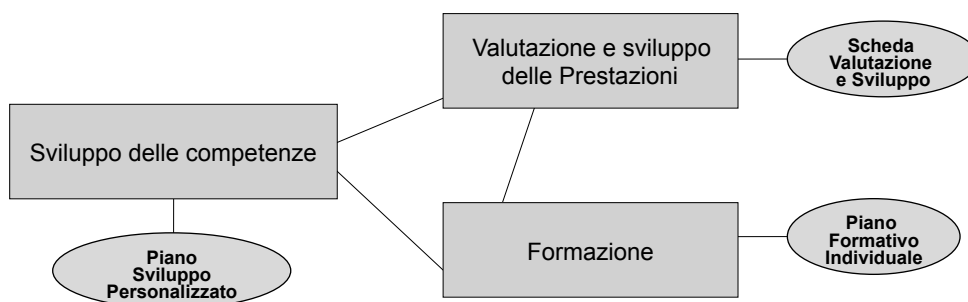 Valutazione e sviluppo
delle Prestazioni
Scheda
Valutazione
e Sviluppo
Sviluppo delle competenze
Piano
Sviluppo
Personalizzato
Formazione
Piano
Formativo
Individuale